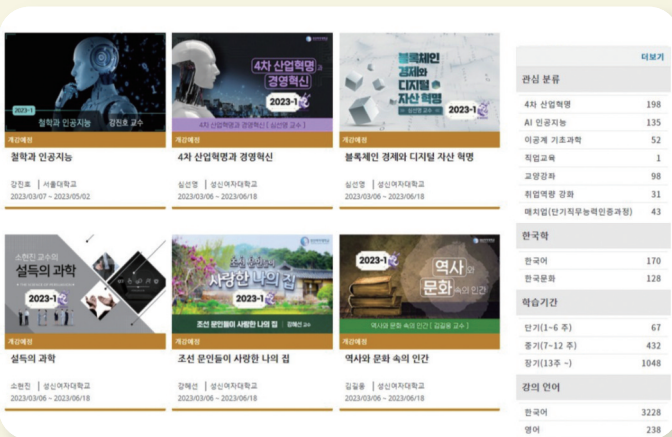 2023-1
철학과 인공지능 강진호 교수
개강예정
철학과 인공지능
강진호 | 서울대학교
2023/03/07 ~ 2023/05/02
4차 산업혁명과
경영혁신
2023-1
4차 산업혁명과 경영혁신 [ 심선영 교수 ]
개강예정
4차 산업혁명과 경영혁신
심선영 | 성신여자대학교
2023/03/06 ~ 2023/06/18
블록체인
경제와
디지털
자산 혁명
심선영 교수
2023-1
개강예정
블록체인 경제와 디지털 자산 혁명
심선영 | 성신여자대학교
2023/03/06 ~ 2023/06/18
소현진 교수의
설득의 과학
2023-1
개강예정
설득의 과학
소현진 | 성신여자대학교
2023/03/06 ~ 2023/06/18
조선 문인들이
사랑한 나의 집
2023-1
조선 문인들이 사랑한 나의 집 | 강혜선 교수
개강예정
조선 문인들이 사랑한 나의 집
강혜선 | 성신여자대학교
2023/03/06 ~ 2023/06/18
2023-1
역사와
문화 속의 인간
역사와 문화 속의 인간 [ 김길웅 교수 ]
개강예정
역사와 문화 속의 인간
김길웅 | 성신여자대학교
2023/03/06 ~ 2023/06/18
더보기
관심 분류
4차 산업혁명 198
AI 인공지능 135
이공계 기초과학 52
직업교육 1
교양강좌 98
취업역량 강화 31
매치업(단기직무능력인증과정) 43
한국학
한국어 170
한국문화 128
학습기간
단기(1~6 주) 67
중기(7~12 주) 432
장기(13주 ~) 1048
강의 언어
한국어 3228
영어 238